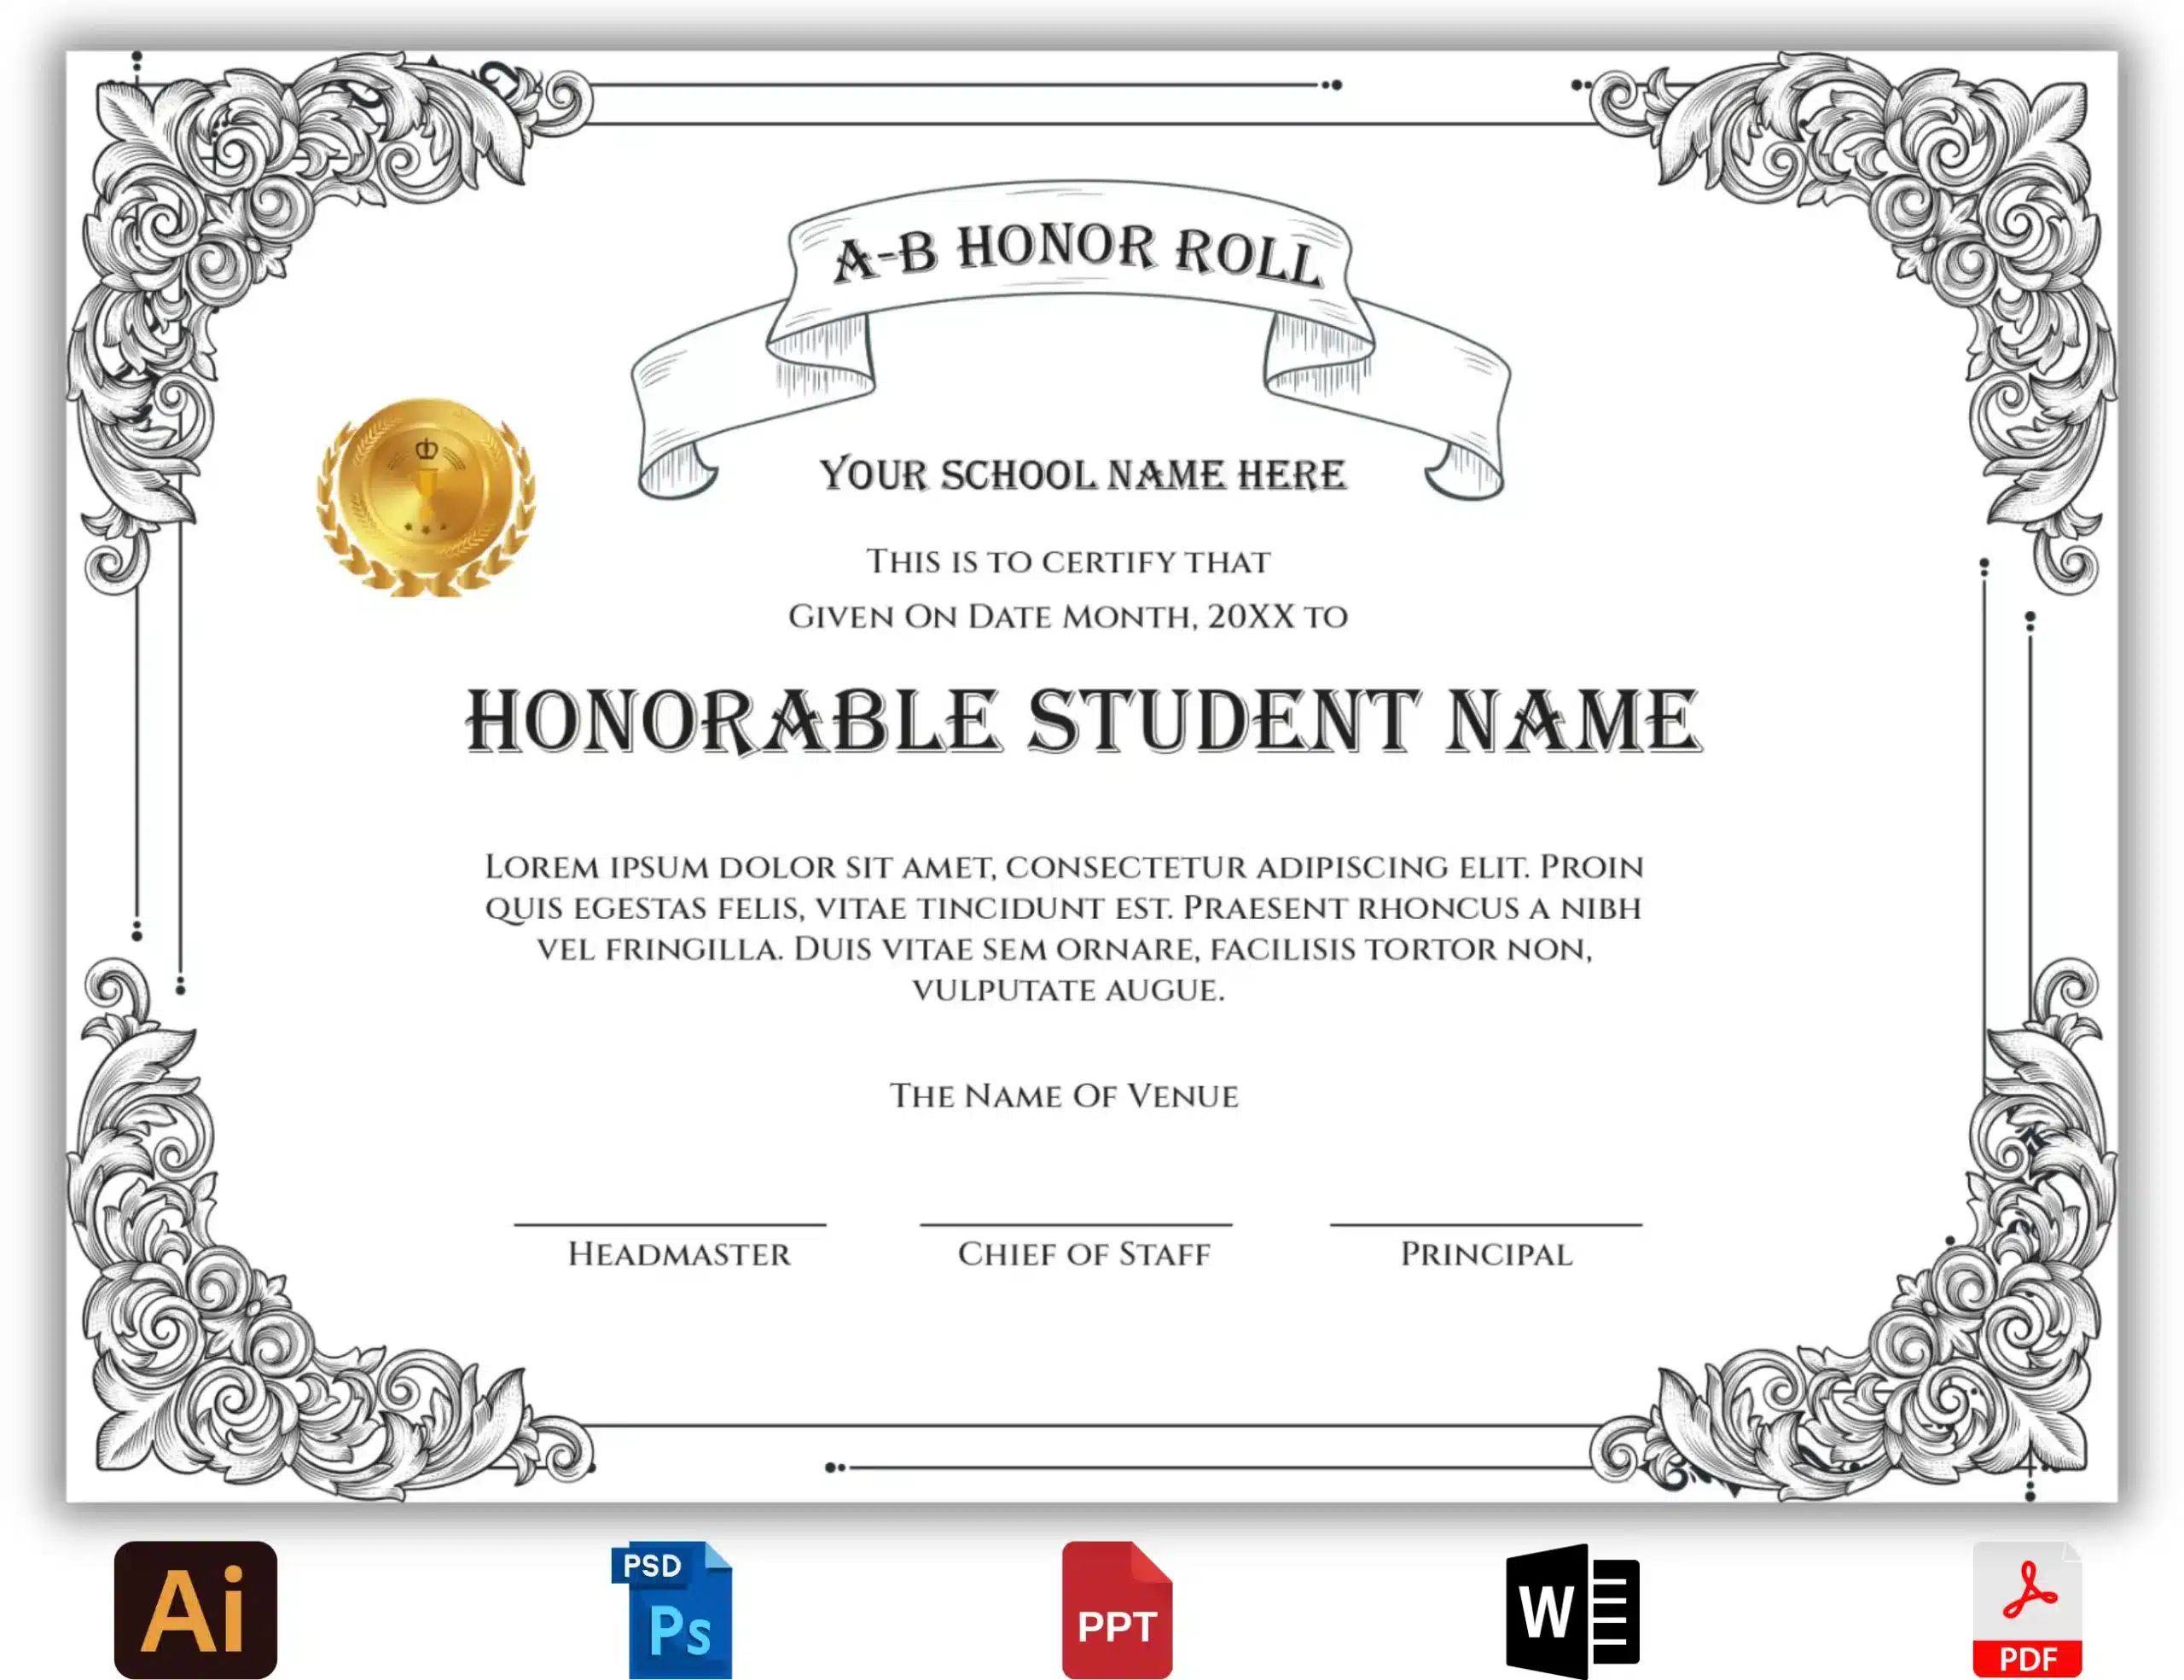 A-B HONOR ROLL
YOUR SCHOOL NAME HERE
THIS IS TO CERTIFY THAT
GIVEN ON DATE MONTH, 20XX TO
HONORABLE STUDENT NAME
LOREM IPSUM DOLOR SIT AMET, CONSECTETUR ADIPISCING ELIT. PROIN
QUIS EGESTAS FELIS, VITAE TINCIDUNT EST. PRAESENT RHONCUS A NIBH
VEL FRINGILLA. DUIS VITAE SEM ORNARE, FACILISIS TORTOR NON,
VULPUTATE AUGUE.
THE NAME OF VENUE
HEADMASTER CHIEF OF STAFF PRINCIPAL
Ai PSD Ps PPT W PDF